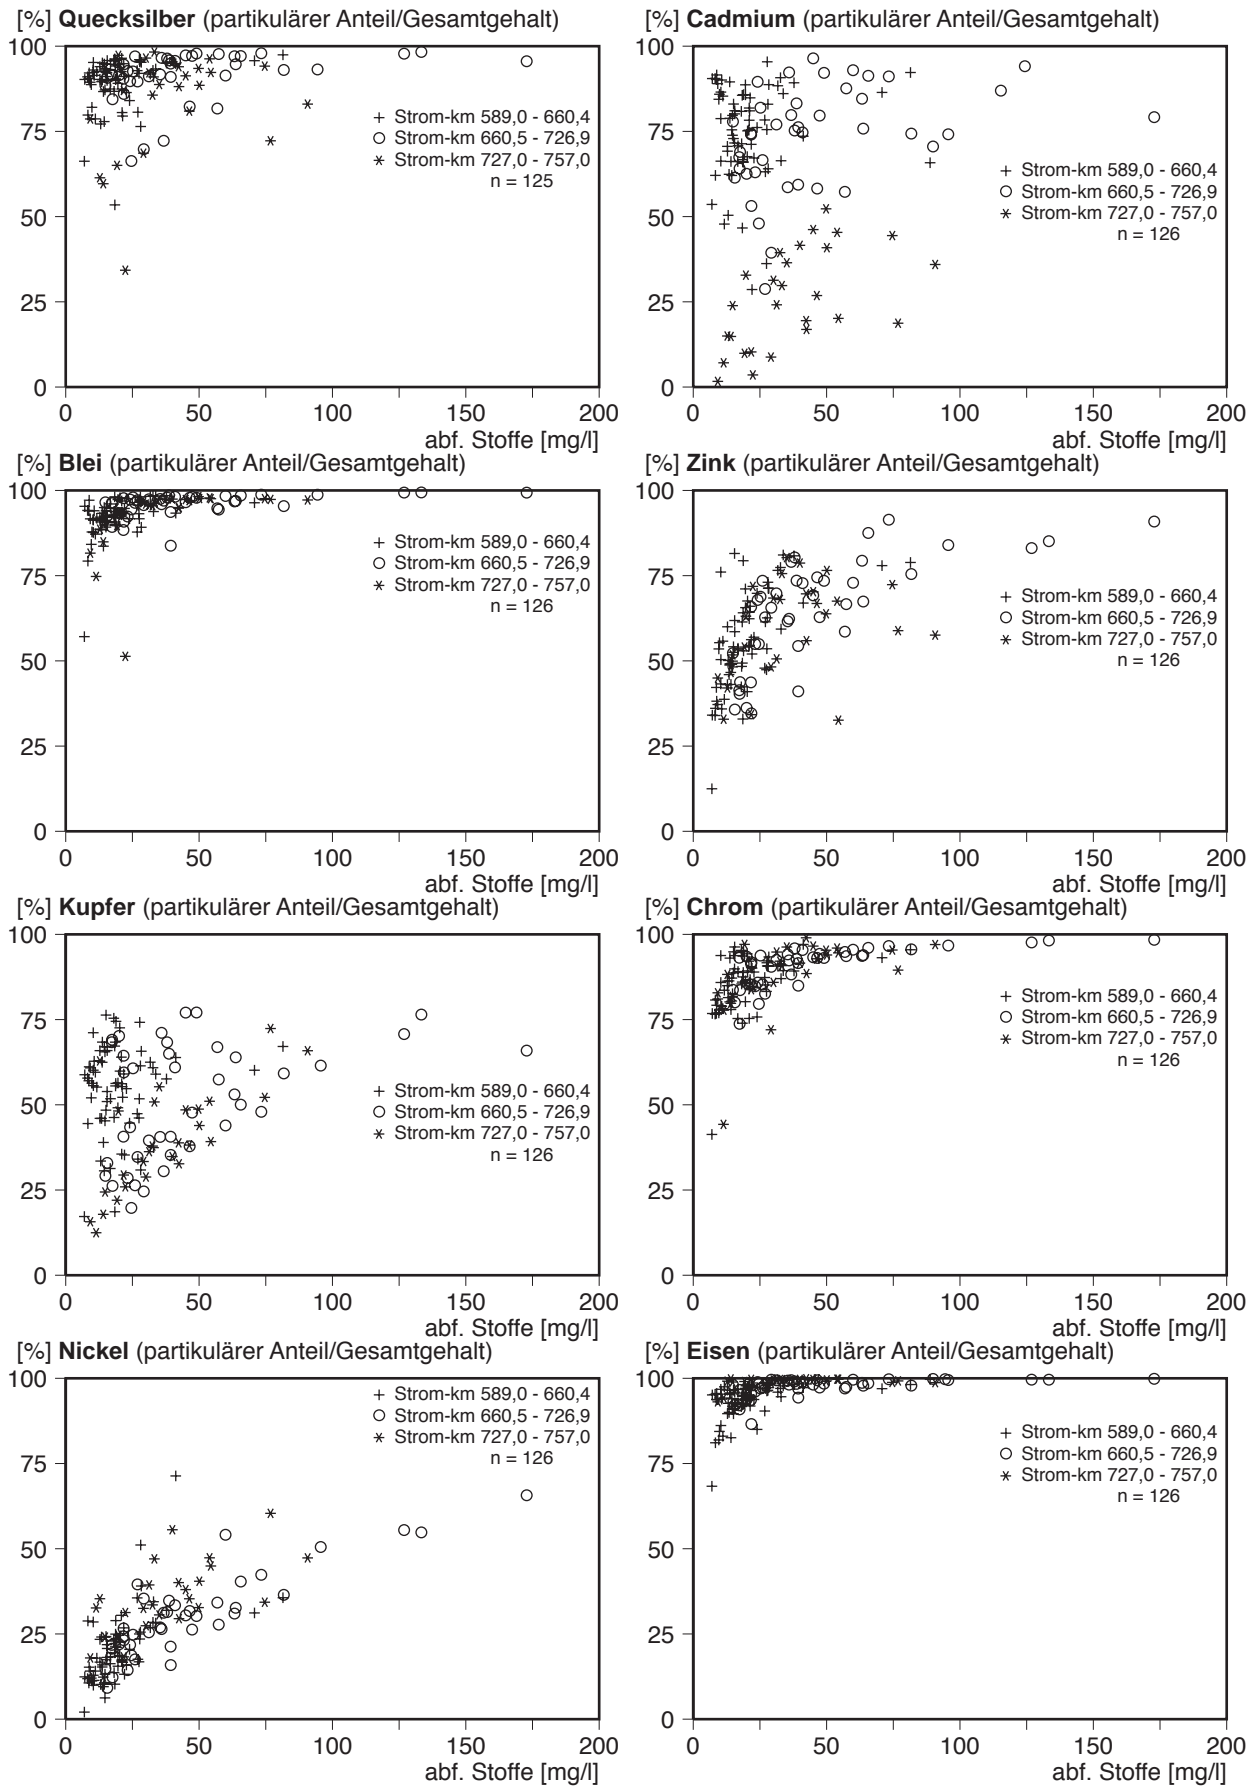 [%] Quecksilber (partikulärer Anteil/Gesamtgehalt)
100
75
50
25
0
+ Strom-km 589,0 - 660,4
○ Strom-km 660,5 - 726,9
* Strom-km 727,0 - 757,0
n = 125
0 50 100 150 200
abf. Stoffe [mg/l]
[%] Cadmium (partikulärer Anteil/Gesamtgehalt)
100
75
50
25
0
+ Strom-km 589,0 - 660,4
○ Strom-km 660,5 - 726,9
* Strom-km 727,0 - 757,0
n = 126
0 50 100 150 200
abf. Stoffe [mg/l]
[%] Blei (partikulärer Anteil/Gesamtgehalt)
100
75
50
25
0
+ Strom-km 589,0 - 660,4
○ Strom-km 660,5 - 726,9
* Strom-km 727,0 - 757,0
n = 126
0 50 100 150 200
abf. Stoffe [mg/l]
[%] Zink (partikulärer Anteil/Gesamtgehalt)
100
75
50
25
0
+ Strom-km 589,0 - 660,4
○ Strom-km 660,5 - 726,9
* Strom-km 727,0 - 757,0
n = 126
0 50 100 150 200
abf. Stoffe [mg/l]
[%] Kupfer (partikulärer Anteil/Gesamtgehalt)
100
75
50
25
0
+ Strom-km 589,0 - 660,4
○ Strom-km 660,5 - 726,9
* Strom-km 727,0 - 757,0
n = 126
0 50 100 150 200
abf. Stoffe [mg/l]
[%] Chrom (partikulärer Anteil/Gesamtgehalt)
100
75
50
25
0
+ Strom-km 589,0 - 660,4
○ Strom-km 660,5 - 726,9
* Strom-km 727,0 - 757,0
n = 126
0 50 100 150 200
abf. Stoffe [mg/l]
[%] Nickel (partikulärer Anteil/Gesamtgehalt)
100
75
50
25
0
+ Strom-km 589,0 - 660,4
○ Strom-km 660,5 - 726,9
* Strom-km 727,0 - 757,0
n = 126
0 50 100 150 200
abf. Stoffe [mg/l]
[%] Eisen (partikulärer Anteil/Gesamtgehalt)
100
75
50
25
0
+ Strom-km 589,0 - 660,4
○ Strom-km 660,5 - 726,9
* Strom-km 727,0 - 757,0
n = 126
0 50 100 150 200
abf. Stoffe [mg/l]